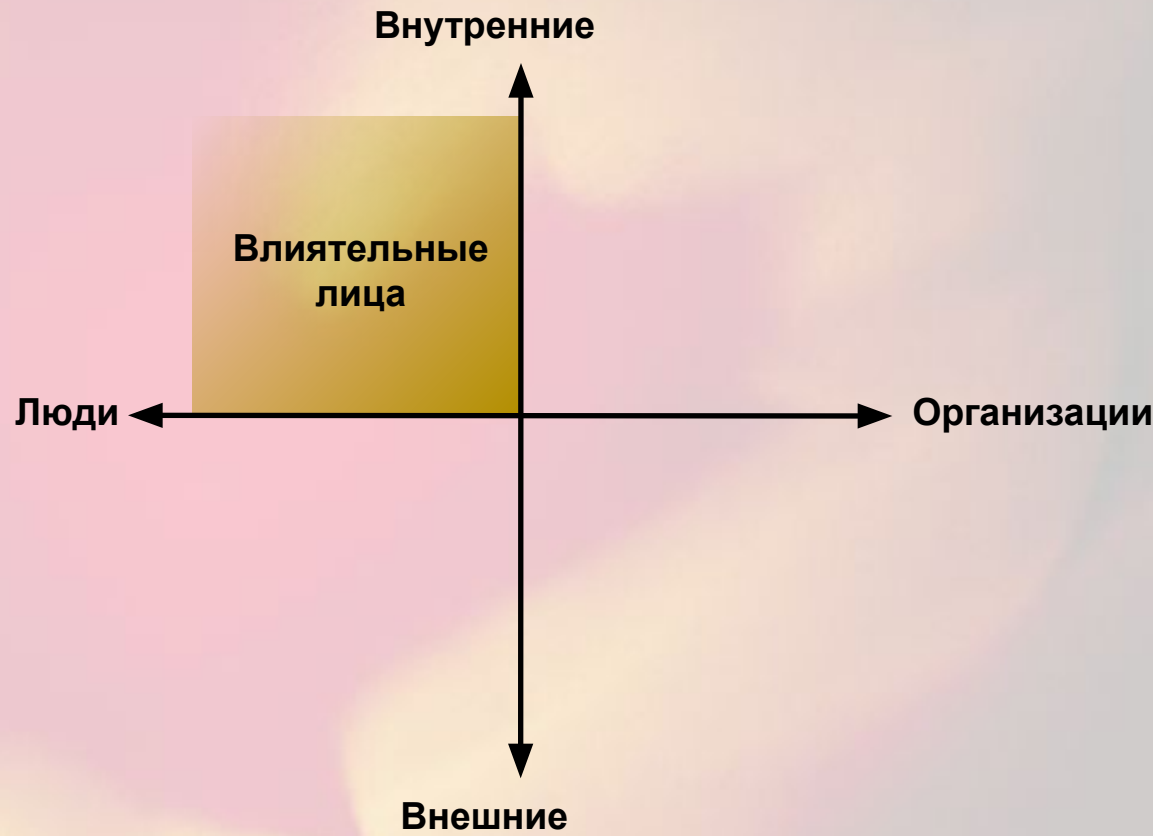 Внутренние
Влиятельные
лица
Люди
Организации
Внешние